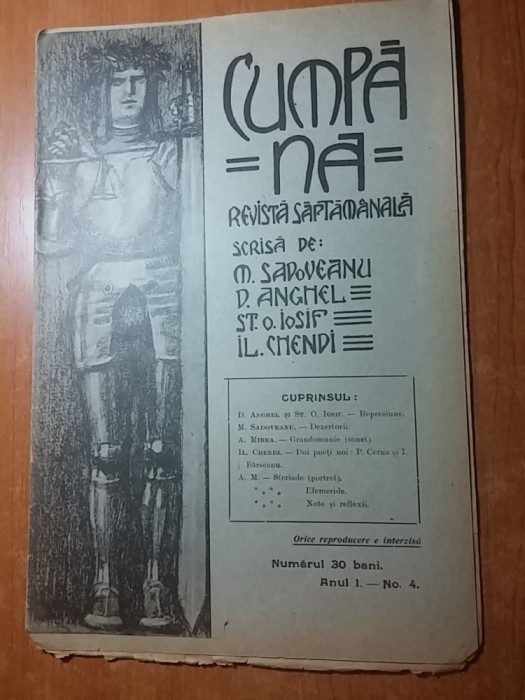 CUMPĂ
=NA=
REVISTĂ SĂPTĂMÂNALĂ
SCRISĂ DE:
M. SADOVEANU
D. ANGHEL
ST. O. IOSIF
IL. CHENDI
CUPRINSUL:
D. ANGHEL ȘI ST. O. IOSIF. — Represiune.
M. SADOVEANU. — Dezertorii.
A. MIREA. — Grandomanie (sonet)
IL. CHENDI. — Doi poeți noi: P. Cerna și I.
Bârseanu.
A. M. — Steriade (portret).
* * * Efemeride.
* * * Note și reflexii.
Orice reproducere e interzisă
Numărul 30 bani.
Anul I. — No. 4.